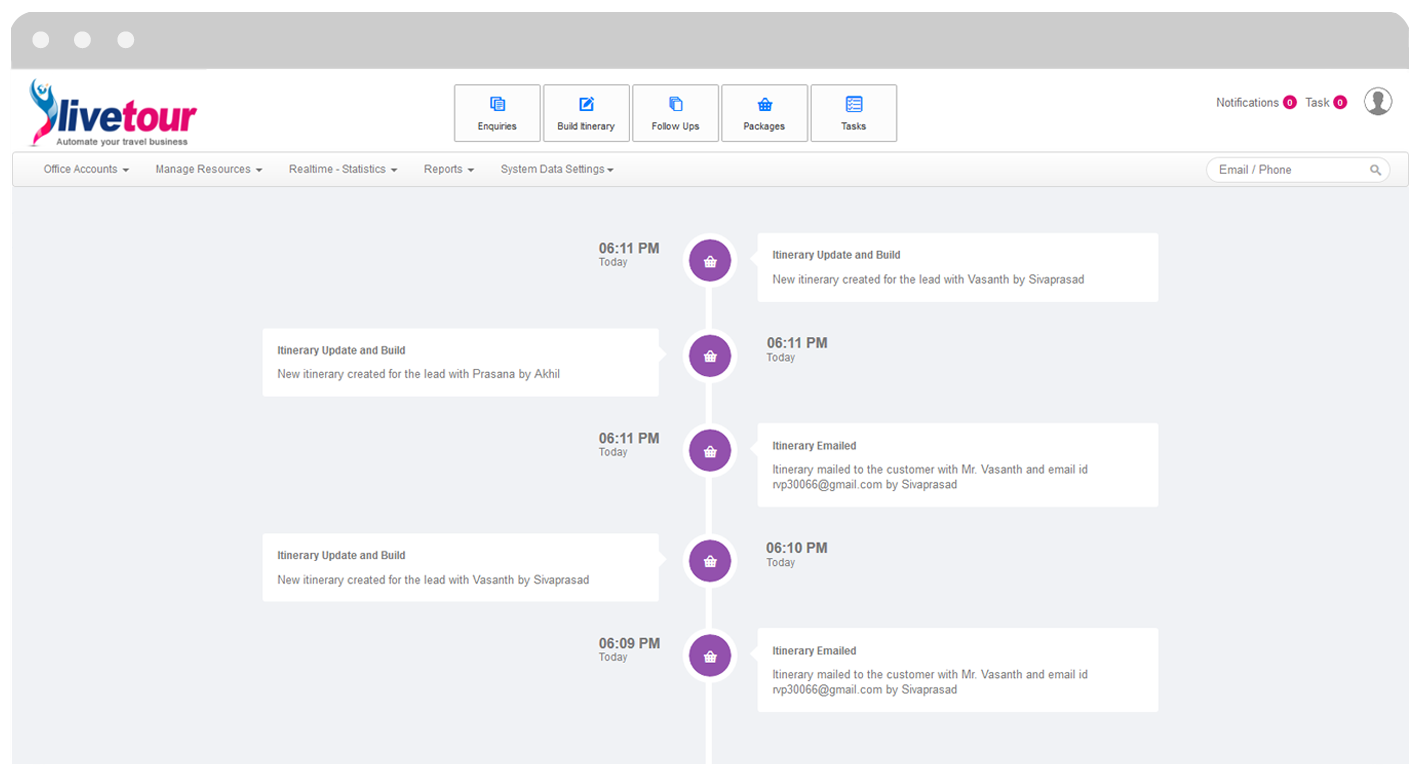 livetour
Automate your travel business
Enquiries
Build Itinerary
Follow Ups
Packages
Tasks
Notifications 0 Task 0
Office Accounts
Manage Resources
Realtime - Statistics
Reports
System Data Settings
Email / Phone
06:11 PM
Today
Itinerary Update and Build
New itinerary created for the lead with Vasanth by Sivaprasad
Itinerary Update and Build
New itinerary created for the lead with Prasana by Akhil
06:11 PM
Today
06:11 PM
Today
Itinerary Emailed
Itinerary mailed to the customer with Mr. Vasanth and email id
rvp30066@gmail.com by Sivaprasad
Itinerary Update and Build
New itinerary created for the lead with Vasanth by Sivaprasad
06:10 PM
Today
06:09 PM
Today
Itinerary Emailed
Itinerary mailed to the customer with Mr. Vasanth and email id
rvp30066@gmail.com by Sivaprasad